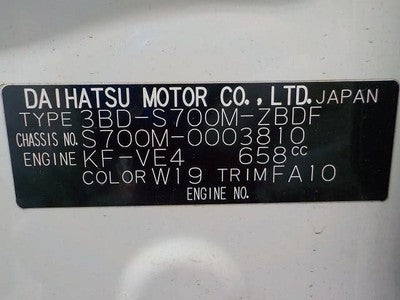 DAIHATSU MOTOR CO.,LTD. JAPAN
TYPE 3BD-S700M-ZBDF
CHASSIS NO. S700M-0003810
ENGINE KF-VE4 658cc
COLOR W19 TRIM FA10
ENGINE NO.